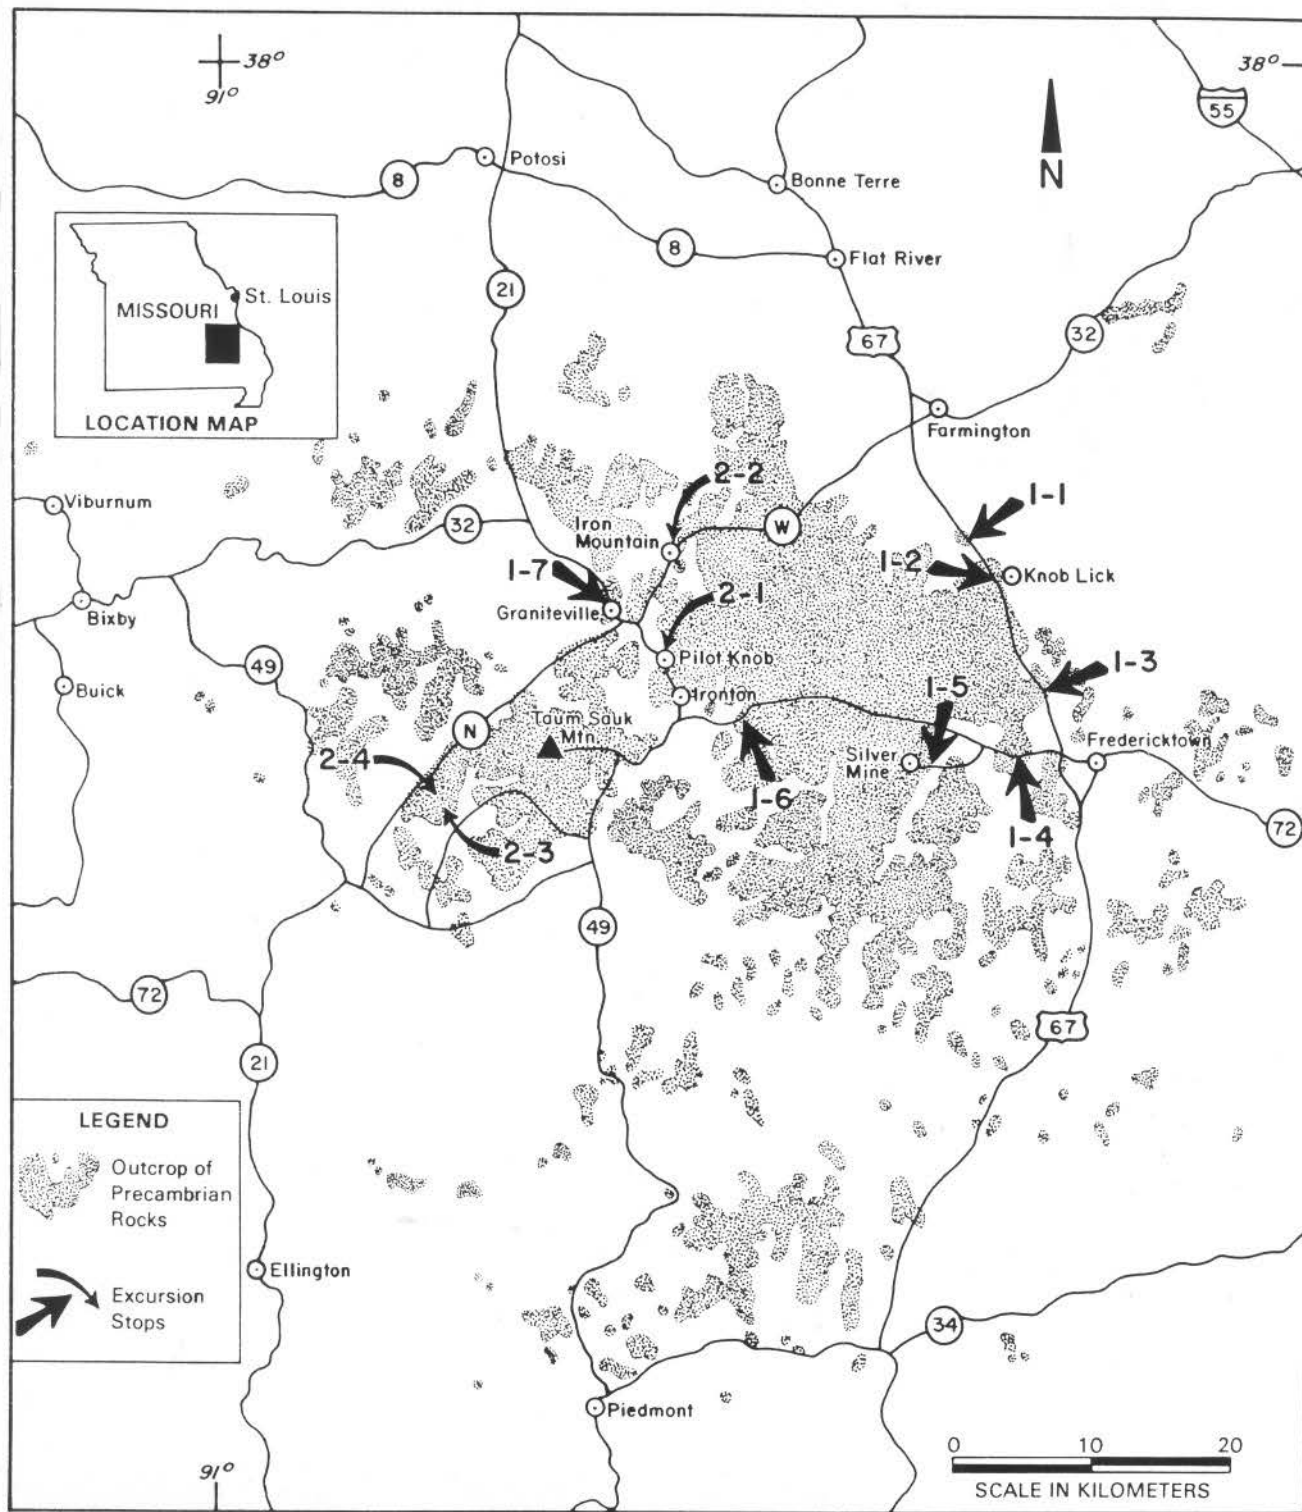 38°
91°
38°
55
N
Potosi
8
Bonne Terre
8
Flat River
21
St. Louis
MISSOURI
LOCATION MAP
67
32
Farmington
Viburnum
32
2-2
W
1-1
Iron
Mountain
1-2
Knob Lick
1-7
Graniteville
2-1
Bixby
Pilot Knob
49
Buick
Ironton
1-3
1-5
N
Taum Sauk
Mtn.
Silver
Mine
Fredericktown
2-4
1-6
1-4
72
2-3
49
72
67
21
LEGEND
Outcrop of
Precambrian
Rocks
Excursion
Stops
Ellington
34
Piedmont
91°
0 10 20
SCALE IN KILOMETERS